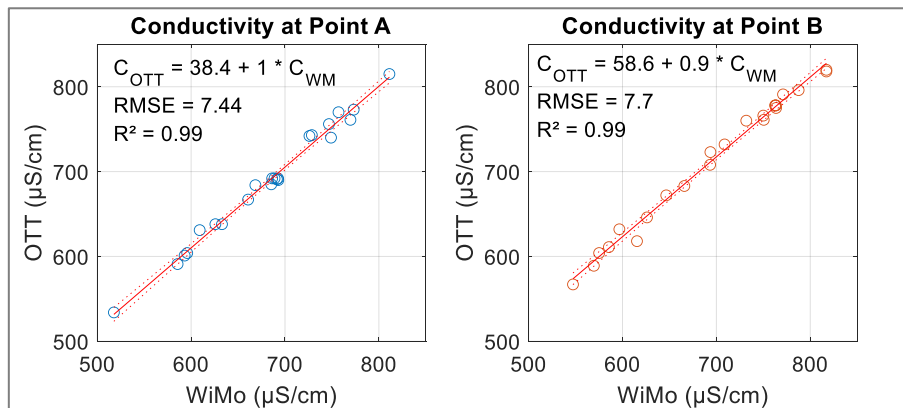 Conductivity at Point A
C_OTT = 38.4 + 1 * C_WM
RMSE = 7.44
R² = 0.99
800
700
600
500
OTT (µS/cm)
500 600 700 800
WiMo (µS/cm)
Conductivity at Point B
C_OTT = 58.6 + 0.9 * C_WM
RMSE = 7.7
R² = 0.99
800
700
600
500
OTT (µS/cm)
500 600 700 800
WiMo (µS/cm)